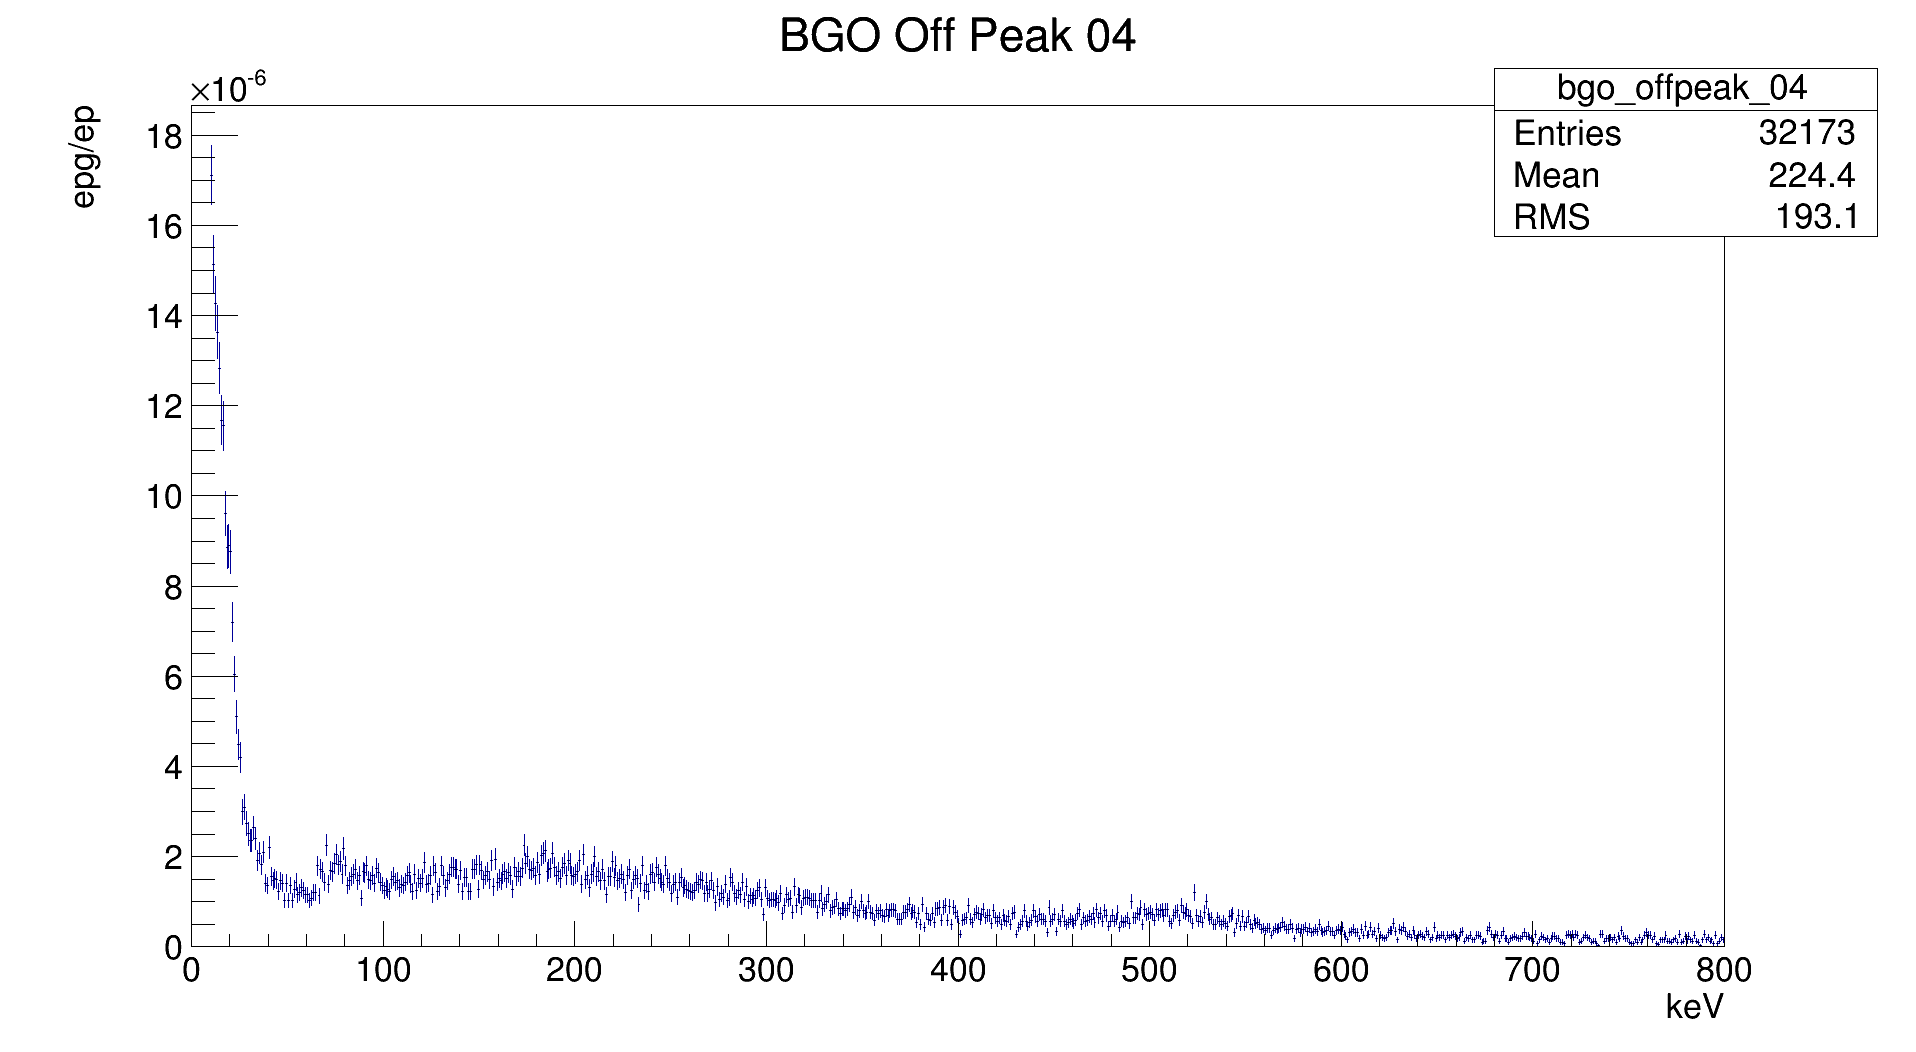 BGO Off Peak 04
×10-6
epg/ep
bgo_offpeak_04
Entries 32173
Mean 224.4
RMS 193.1
18
16
14
12
10
8
6
4
2
0
0 100 200 300 400 500 600 700 800
keV